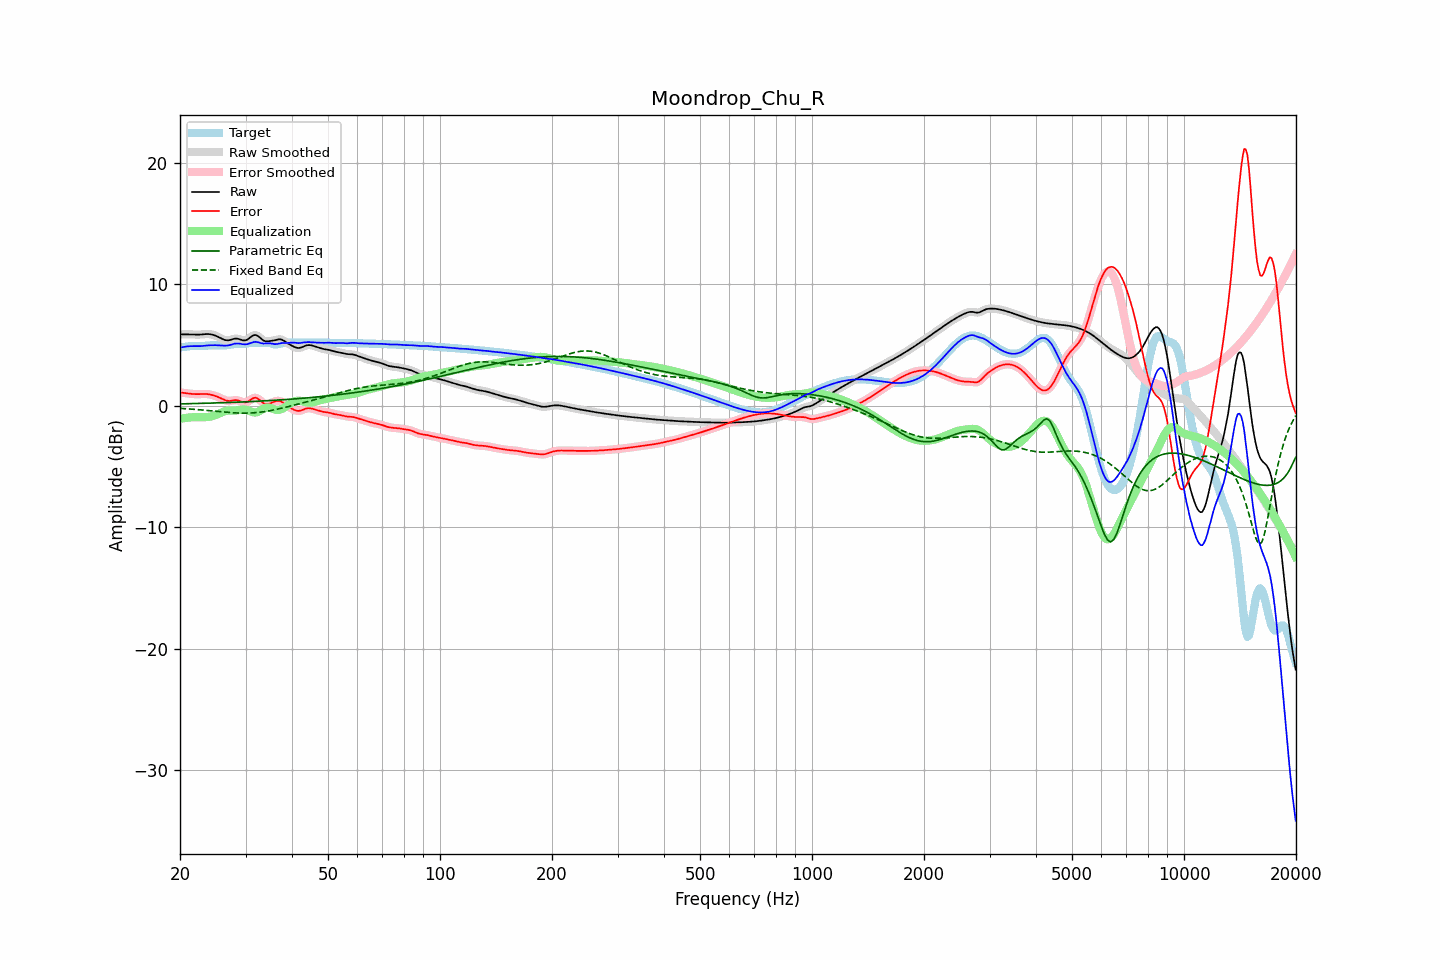 Moondrop_Chu_R
Target
Raw Smoothed
Error Smoothed
Raw
Error
Equalization
Parametric Eq
Fixed Band Eq
Equalized
Amplitude (dBr)
20
10
0
−10
−20
−30
20
50
100
200
500
1000
2000
5000
10000
20000
Frequency (Hz)